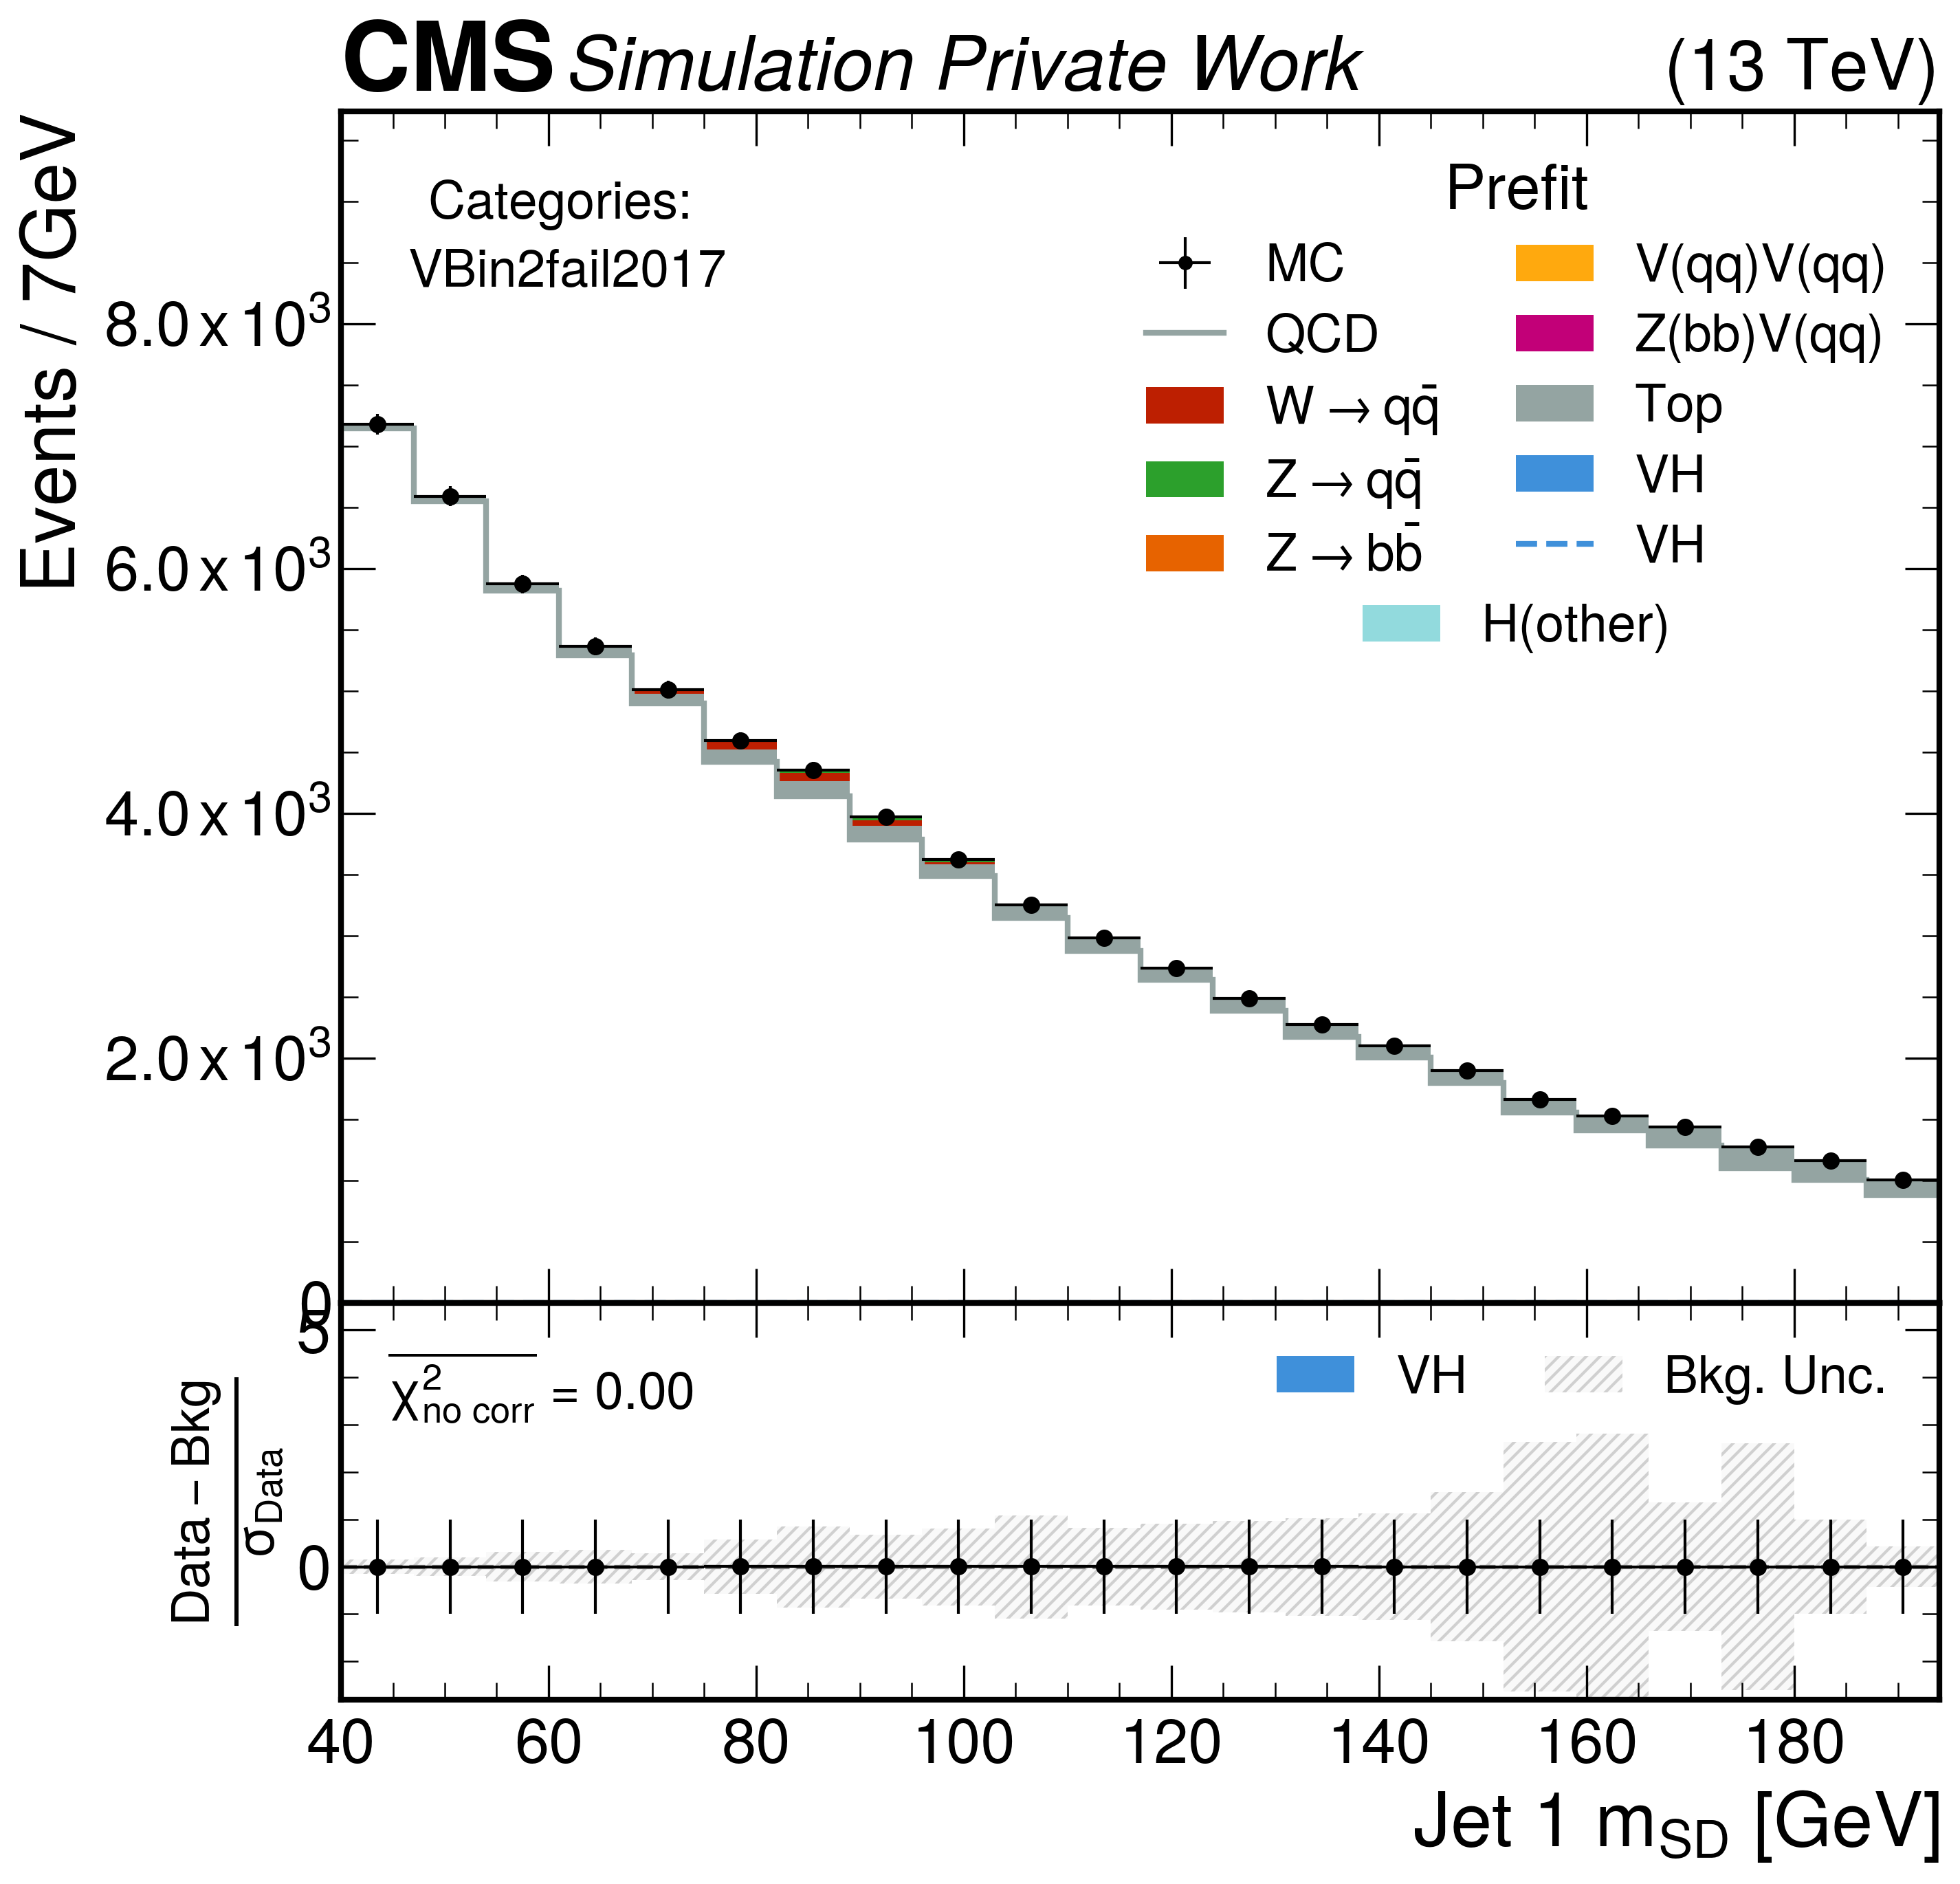 CMS Simulation Private Work (13 TeV)
Events / 7GeV
Categories:
VBin2fail2017
Prefit
MC
QCD
W → qq̄
Z → qq̄
Z → bb̄
V(qq)V(qq)
Z(bb)V(qq)
Top
VH
VH
H(other)
8.0 x 10³
6.0 x 10³
4.0 x 10³
2.0 x 10³
0
5
0
Data − Bkg
σ_Data
χ²_no corr = 0.00
VH
Bkg. Unc.
40 60 80 100 120 140 160 180
Jet 1 m_SD [GeV]